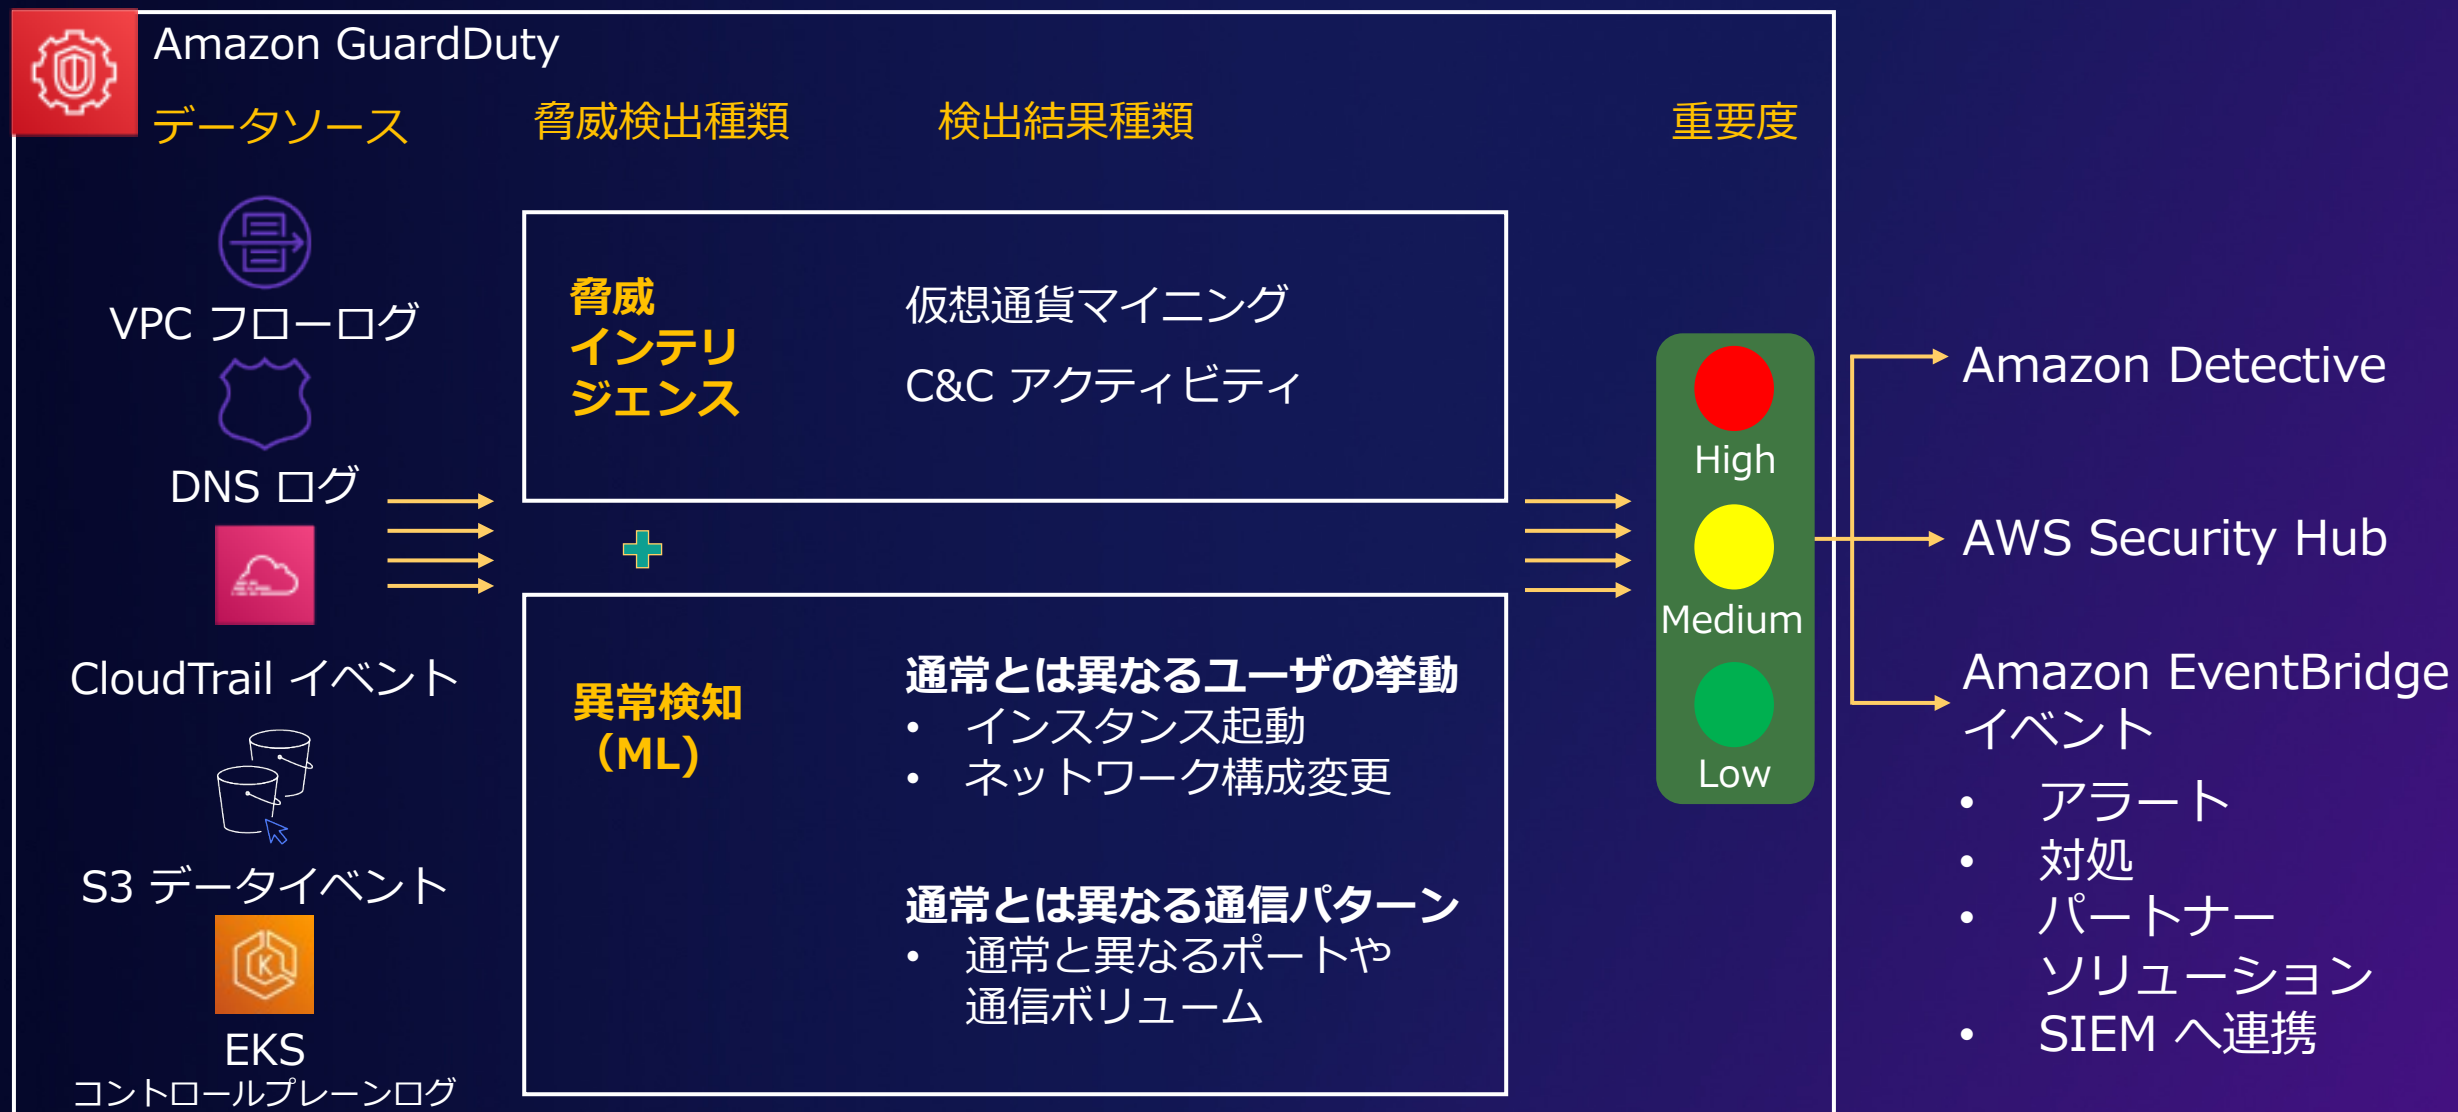 Amazon GuardDuty
データソース
脅威検出種類
検出結果種類
重要度
VPC フローログ
DNS ログ
CloudTrail イベント
S3 データイベント
EKS
コントロールプレーンログ
脅威
インテリ
ジェンス
仮想通貨マイニング
C&C アクティビティ
異常検知
（ML)
通常とは異なるユーザの挙動
• インスタンス起動
• ネットワーク構成変更
通常とは異なる通信パターン
• 通常と異なるポートや
通信ボリューム
High
Medium
Low
Amazon Detective
AWS Security Hub
Amazon EventBridge
イベント
• アラート
• 対処
• パートナー
ソリューション
• SIEM へ連携